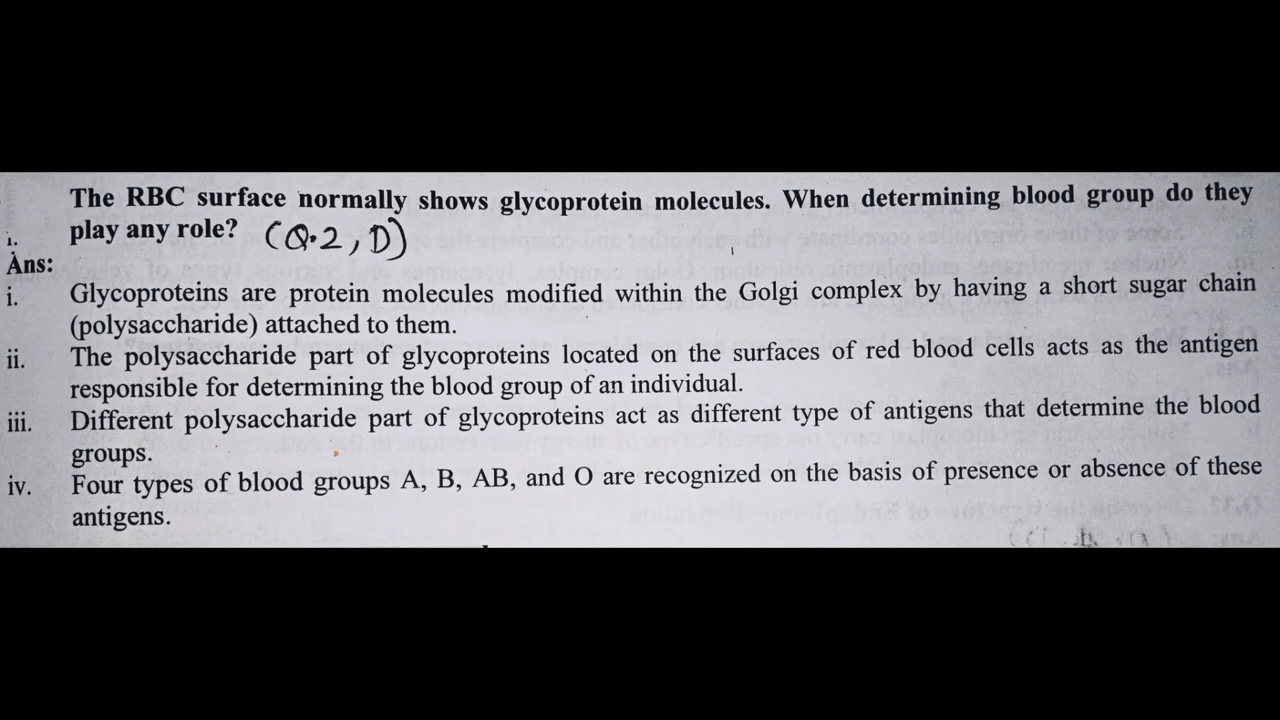 The RBC surface normally shows glycoprotein molecules. When determining blood group do they
play any role? (Q.2, D)
Ans:
i. Glycoproteins are protein molecules modified within the Golgi complex by having a short sugar chain
(polysaccharide) attached to them.
ii. The polysaccharide part of glycoproteins located on the surfaces of red blood cells acts as the antigen
responsible for determining the blood group of an individual.
iii. Different polysaccharide part of glycoproteins act as different type of antigens that determine the blood
groups.
iv. Four types of blood groups A, B, AB, and O are recognized on the basis of presence or absence of these
antigens.